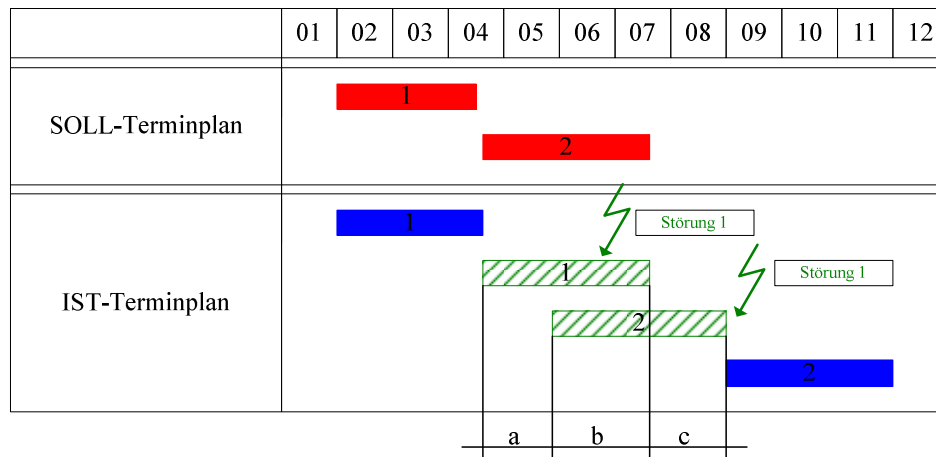 01 02 03 04 05 06 07 08 09 10 11 12
SOLL-Terminplan
1
2
IST-Terminplan
1
Störung 1
1
Störung 1
2
2
a b c